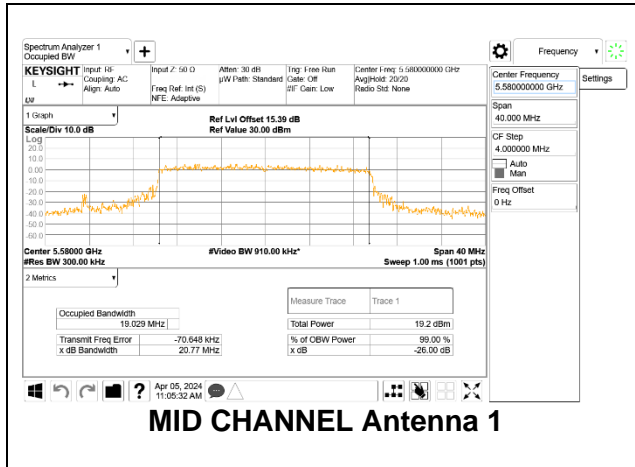 Spectrum Analyzer 1
Occupied BW
Frequency
KEYSIGHT
L
Input: RF
Coupling: AC
Align: Auto
Input Z: 50 Ω
Freq Ref: Int (S)
NFE: Adaptive
Atten: 30 dB
µW Path: Standard
Trig: Free Run
Gate: Off
#IF Gain: Low
Center Freq: 5.580000000 GHz
Avg|Hold: 20/20
Radio Std: None
Center Frequency
5.580000000 GHz
Settings
Span
40.000 MHz
CF Step
4.000000 MHz
Auto
Man
Freq Offset
0 Hz
1 Graph
Scale/Div 10.0 dB
Ref Lvl Offset 15.39 dB
Ref Value 30.00 dBm
Log
20.0
10.0
0.00
-10.0
-20.0
-30.0
-40.0
-50.0
-60.0
Center 5.58000 GHz
#Res BW 300.00 kHz
#Video BW 910.00 kHz*
Span 40 MHz
Sweep 1.00 ms (1001 pts)
2 Metrics
Measure Trace Trace 1
Occupied Bandwidth
19.029 MHz
Total Power 19.2 dBm
Transmit Freq Error -70.648 kHz
% of OBW Power 99.00 %
x dB Bandwidth 20.77 MHz
x dB -26.00 dB
Apr 05, 2024
11:05:32 AM
MID CHANNEL Antenna 1